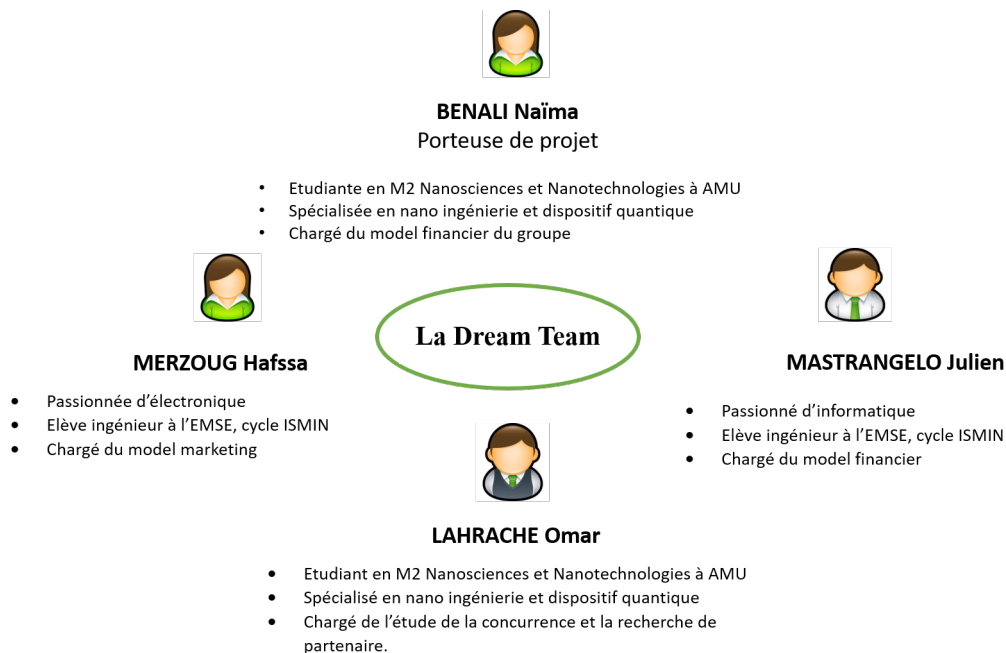 BENALI Naïma
Porteuse de projet
• Etudiante en M2 Nanosciences et Nanotechnologies à AMU
• Spécialisée en nano ingénierie et dispositif quantique
• Chargé du model financier du groupe
La Dream Team
MERZOUG Hafssa
• Passionnée d’électronique
• Elève ingénieur à l’EMSE, cycle ISMIN
• Chargé du model marketing
MASTRANGELO Julien
• Passionné d’informatique
• Elève ingénieur à l’EMSE, cycle ISMIN
• Chargé du model financier
LAHRACHE Omar
• Etudiant en M2 Nanosciences et Nanotechnologies à AMU
• Spécialisé en nano ingénierie et dispositif quantique
• Chargé de l’étude de la concurrence et la recherche de
partenaire.